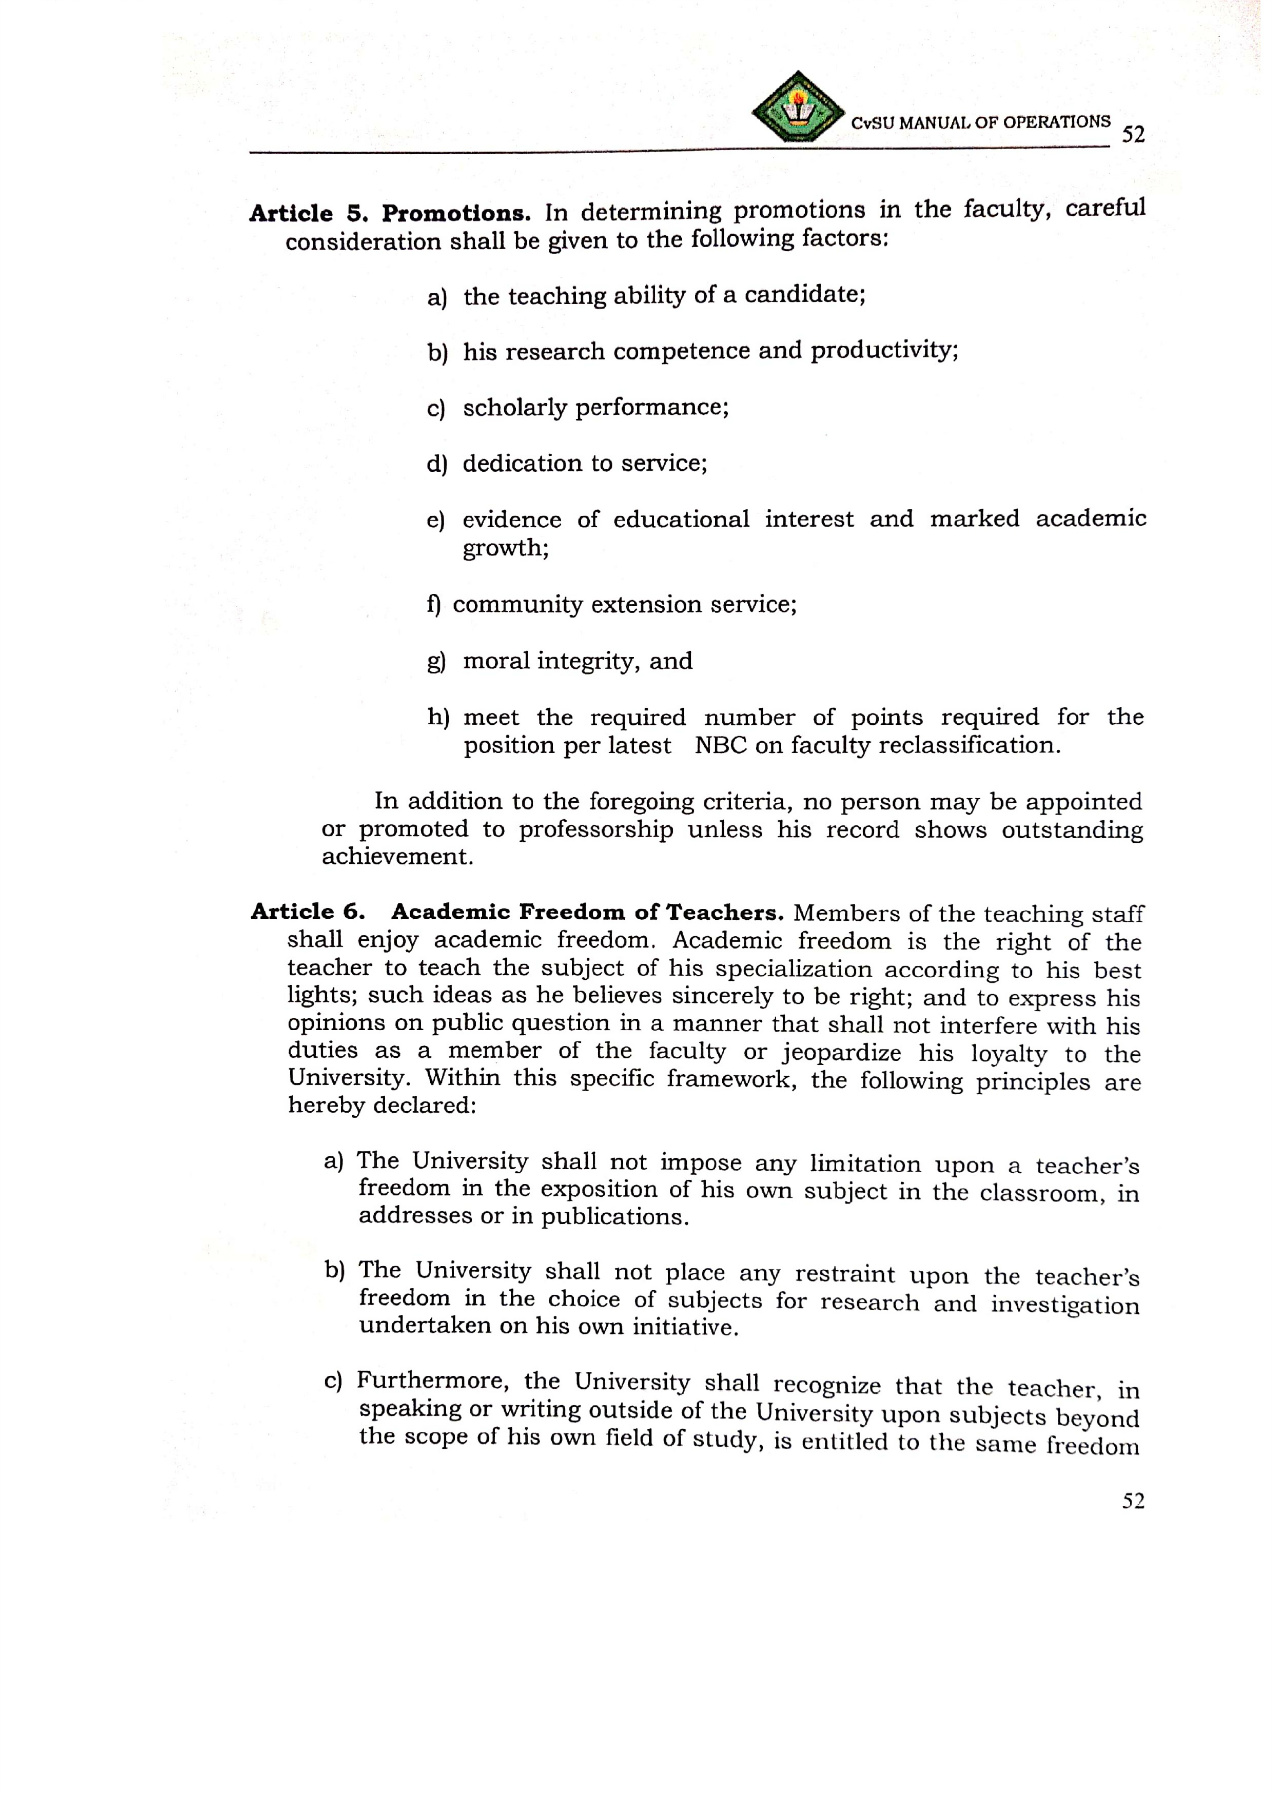 CvSU MANUAL OF OPERATIONS 52
Article 5. Promotions. In determining promotions in the faculty, careful
consideration shall be given to the following factors:
a) the teaching ability of a candidate;
b) his research competence and productivity;
c) scholarly performance;
d) dedication to service;
e) evidence of educational interest and marked academic
growth;
f) community extension service;
g) moral integrity, and
h) meet the required number of points required for the
position per latest NBC on faculty reclassification.
In addition to the foregoing criteria, no person may be appointed
or promoted to professorship unless his record shows outstanding
achievement.
Article 6. Academic Freedom of Teachers. Members of the teaching staff
shall enjoy academic freedom. Academic freedom is the right of the
teacher to teach the subject of his specialization according to his best
lights; such ideas as he believes sincerely to be right; and to express his
opinions on public question in a manner that shall not interfere with his
duties as a member of the faculty or jeopardize his loyalty to the
University. Within this specific framework, the following principles are
hereby declared:
a) The University shall not impose any limitation upon a teacher's
freedom in the exposition of his own subject in the classroom, in
addresses or in publications.
b) The University shall not place any restraint upon the teacher's
freedom in the choice of subjects for research and investigation
undertaken on his own initiative.
c) Furthermore, the University shall recognize that the teacher, in
speaking or writing outside of the University upon subjects beyond
the scope of his own field of study, is entitled to the same freedom
52